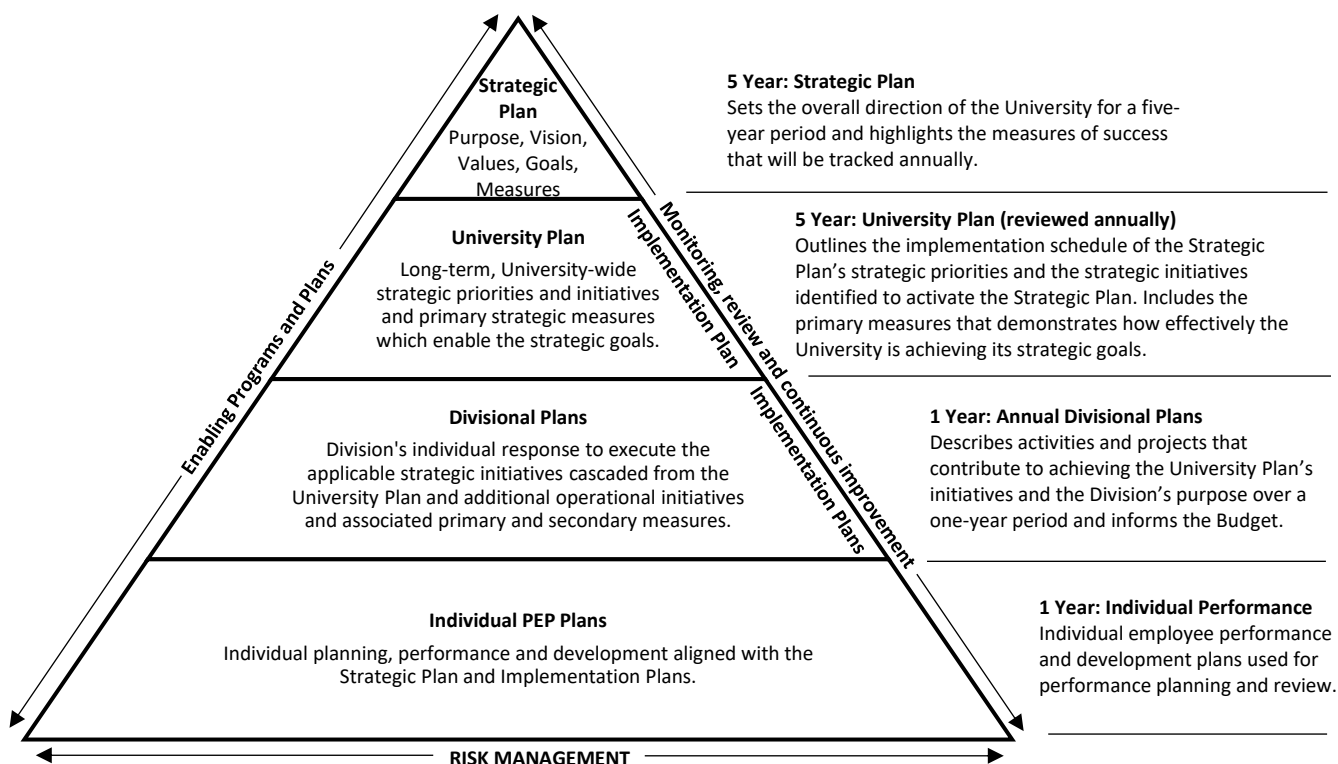 Strategic
Plan
Purpose, Vision,
Values, Goals,
Measures
5 Year: Strategic Plan
Sets the overall direction of the University for a five-
year period and highlights the measures of success
that will be tracked annually.
University Plan
Long-term, University-wide
strategic priorities and initiatives
and primary strategic measures
which enable the strategic goals.
Implementation Plan
5 Year: University Plan (reviewed annually)
Outlines the implementation schedule of the Strategic
Plan’s strategic priorities and the strategic initiatives
identified to activate the Strategic Plan. Includes the
primary measures that demonstrates how effectively the
University is achieving its strategic goals.
Enabling Programs and Plans
Monitoring, review and continuous improvement
Divisional Plans
Division's individual response to execute the
applicable strategic initiatives cascaded from the
University Plan and additional operational initiatives
and associated primary and secondary measures.
Implementation Plans
1 Year: Annual Divisional Plans
Describes activities and projects that
contribute to achieving the University Plan’s
initiatives and the Division’s purpose over a
one-year period and informs the Budget.
Individual PEP Plans
Individual planning, performance and development aligned with the
Strategic Plan and Implementation Plans.
1 Year: Individual Performance
Individual employee performance
and development plans used for
performance planning and review.
RISK MANAGEMENT